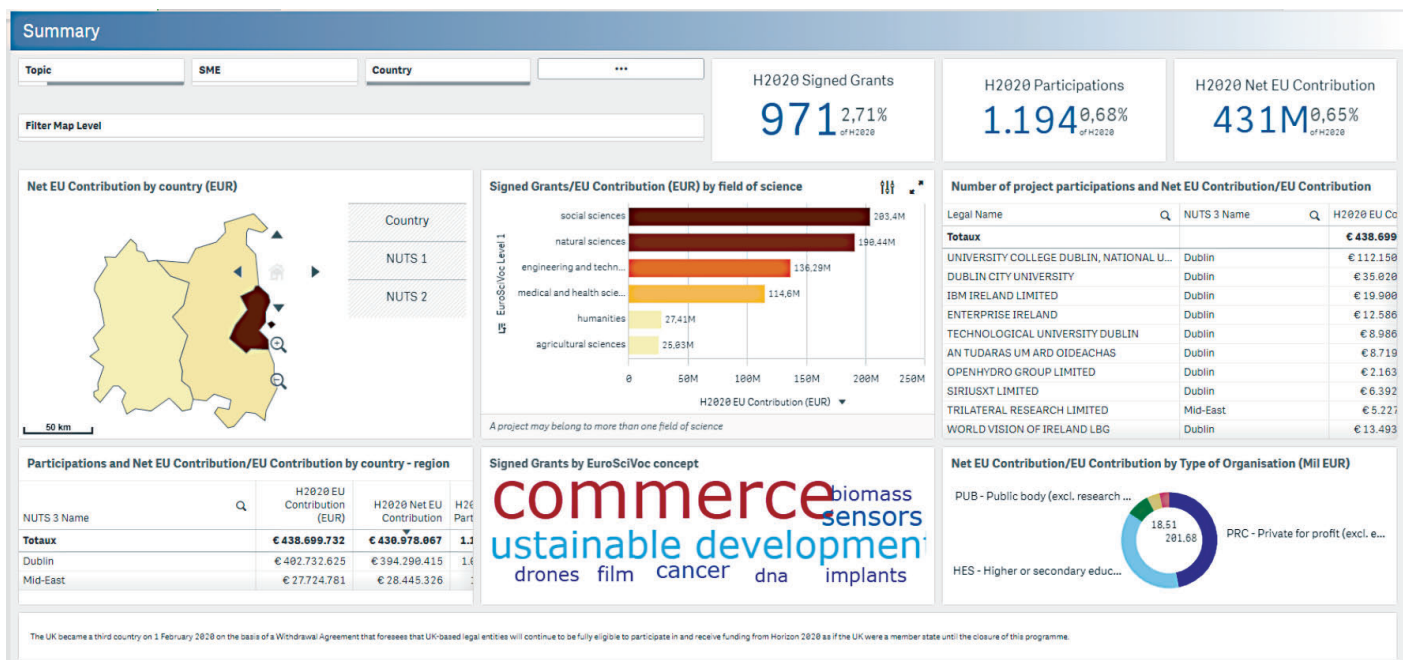 Summary
Topic
SME
Country
...
Filter Map Level
H2020 Signed Grants
971
2,71%
of H2020
H2020 Participations
1.194
0,68%
of H2020
H2020 Net EU Contribution
431M
0,65%
of H2020
Net EU Contribution by country (EUR)
Country
NUTS 1
NUTS 2
50 km
Signed Grants/EU Contribution (EUR) by field of science
EuroSciVoc Level 1
social sciences
203,4M
natural sciences
190,44M
engineering and techn...
136,29M
medical and health scie...
114,6M
humanities
27,41M
agricultural sciences
25,03M
0 50M 100M 150M 200M 250M
H2020 EU Contribution (EUR)
A project may belong to more than one field of science
Number of project participations and Net EU Contribution/EU Contribution
Legal Name NUTS 3 Name H2020 EU Co
Totaux € 438.699
UNIVERSITY COLLEGE DUBLIN, NATIONAL U... Dublin € 112.150
DUBLIN CITY UNIVERSITY Dublin € 35.020
IBM IRELAND LIMITED Dublin € 19.900
ENTERPRISE IRELAND Dublin € 12.586
TECHNOLOGICAL UNIVERSITY DUBLIN Dublin € 8.986
AN TUDARAS UM ARD OIDEACHAS Dublin € 8.719
OPENHYDRO GROUP LIMITED Dublin € 2.163
SIRIUSXT LIMITED Dublin € 6.392
TRILATERAL RESEARCH LIMITED Mid-East € 5.227
WORLD VISION OF IRELAND LBG Dublin € 13.493
Participations and Net EU Contribution/EU Contribution by country - region
NUTS 3 Name
H2020 EU
Contribution
(EUR)
H2020 Net EU
Contribution
Part
Totaux € 438.699.732 € 430.978.067
Dublin € 402.732.625 € 394.290.415
Mid-East € 27.724.781 € 28.445.326
Signed Grants by EuroSciVoc concept
commerce
biomass
sensors
ustainable development
drones film cancer dna implants
Net EU Contribution/EU Contribution by Type of Organisation (Mil EUR)
PUB - Public body (excl. research ...
18,51
201,68
PRC - Private for profit (excl. e...
HES - Higher or secondary educ...
The UK became a third country on 1 February 2020 on the basis of a Withdrawal Agreement that foresees that UK-based legal entities will continue to be fully eligible to participate in and receive funding from Horizon 2020 as if the UK were a member state until the closure of this programme.